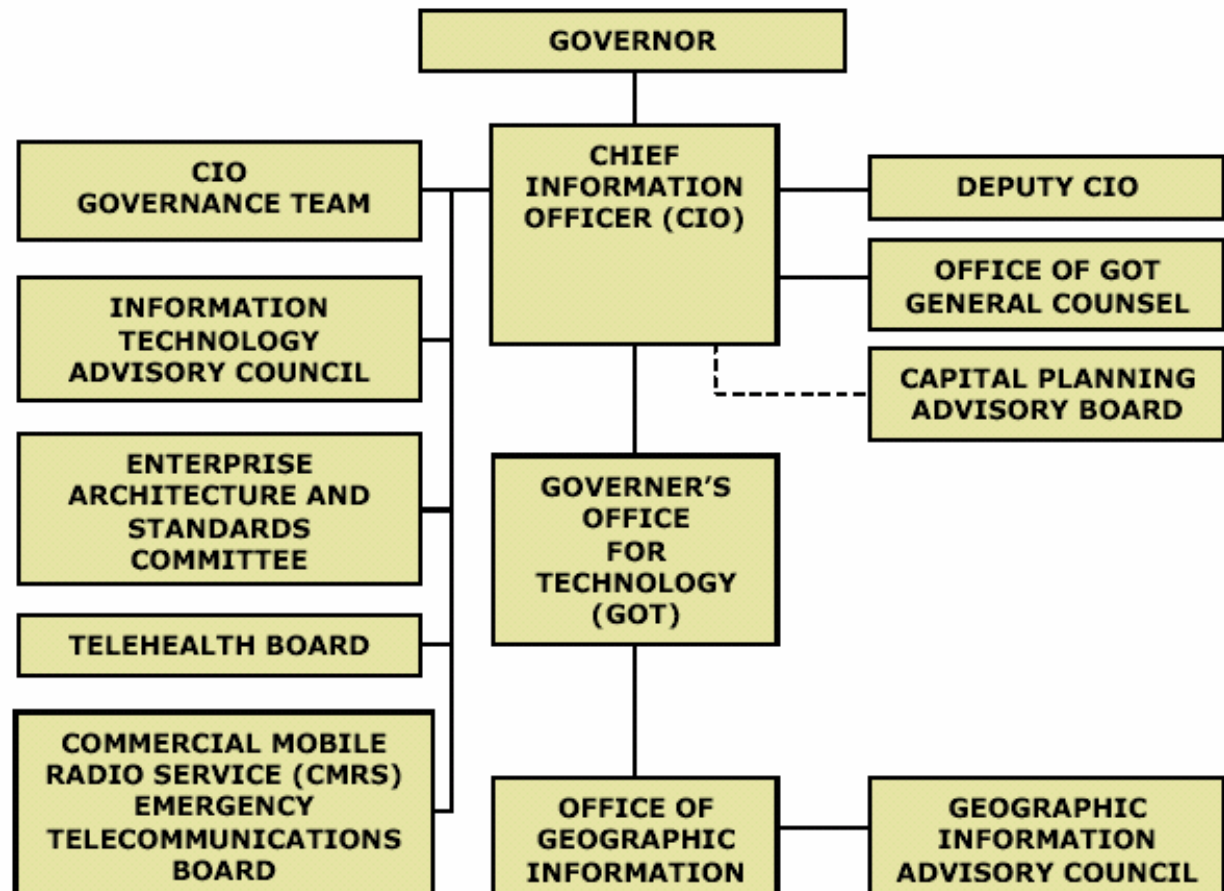 GOVERNOR
CIO
GOVERNANCE TEAM
CHIEF
INFORMATION
OFFICER (CIO)
DEPUTY CIO
OFFICE OF GOT
GENERAL COUNSEL
INFORMATION
TECHNOLOGY
ADVISORY COUNCIL
CAPITAL PLANNING
ADVISORY BOARD
ENTERPRISE
ARCHITECTURE AND
STANDARDS
COMMITTEE
GOVERNER'S
OFFICE
FOR
TECHNOLOGY
(GOT)
TELEHEALTH BOARD
COMMERCIAL MOBILE
RADIO SERVICE (CMRS)
EMERGENCY
TELECOMMUNICATIONS
BOARD
OFFICE OF
GEOGRAPHIC
INFORMATION
GEOGRAPHIC
INFORMATION
ADVISORY COUNCIL